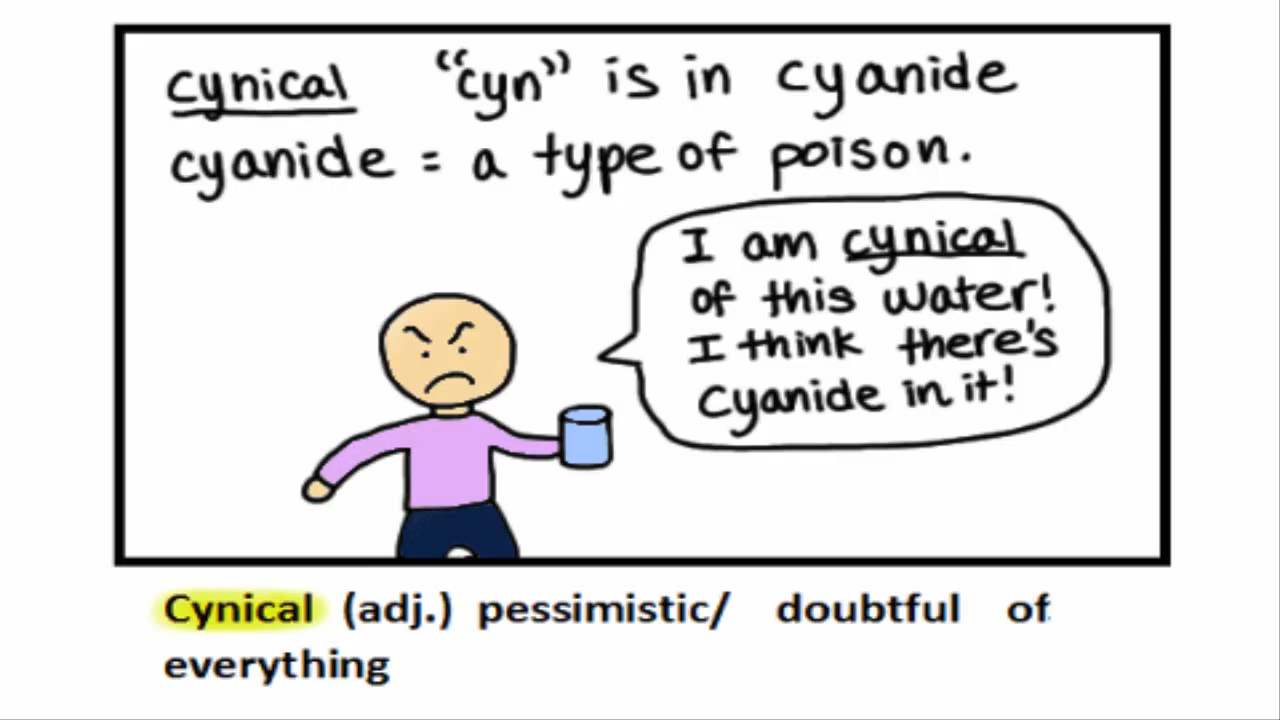 cynical "cyn" is in cyanide
cyanide = a type of poison.
I am cynical
of this water!
I think there's
Cyanide in it!
Cynical (adj.) pessimistic/ doubtful of
everything